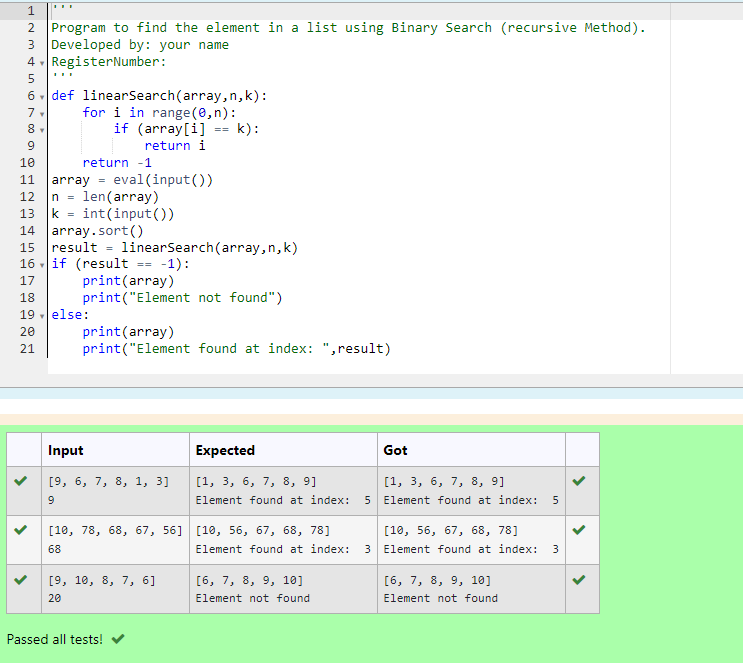 1 '''
2 Program to find the element in a list using Binary Search (recursive Method).
3 Developed by: your name
4 RegisterNumber:
5 '''
6 def linearSearch(array,n,k):
7     for i in range(0,n):
8         if (array[i] == k):
9             return i
10     return -1
11 array = eval(input())
12 n = len(array)
13 k = int(input())
14 array.sort()
15 result = linearSearch(array,n,k)
16 if (result == -1):
17     print(array)
18     print("Element not found")
19 else:
20     print(array)
21     print("Element found at index: ",result)
Input Expected Got
[9, 6, 7, 8, 1, 3] [1, 3, 6, 7, 8, 9] [1, 3, 6, 7, 8, 9]
9 Element found at index:  5 Element found at index:  5
[10, 78, 68, 67, 56] [10, 56, 67, 68, 78] [10, 56, 67, 68, 78]
68 Element found at index:  3 Element found at index:  3
[9, 10, 8, 7, 6] [6, 7, 8, 9, 10] [6, 7, 8, 9, 10]
20 Element not found Element not found
Passed all tests!